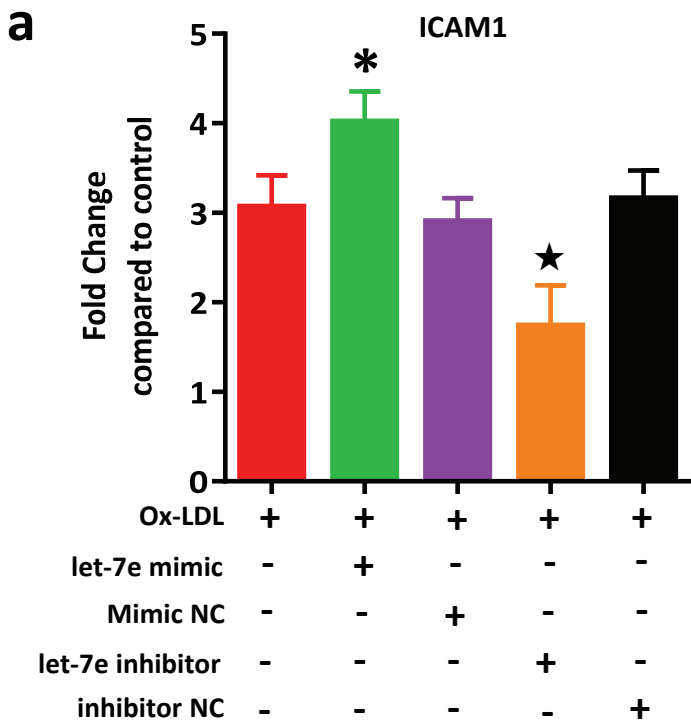 a
ICAM1
Fold Change
compared to control
5
4
3
2
1
0
*
★
Ox-LDL + + + + +
let-7e mimic - + - - -
Mimic NC - - + - -
let-7e inhibitor - - - + -
inhibitor NC - - - - +